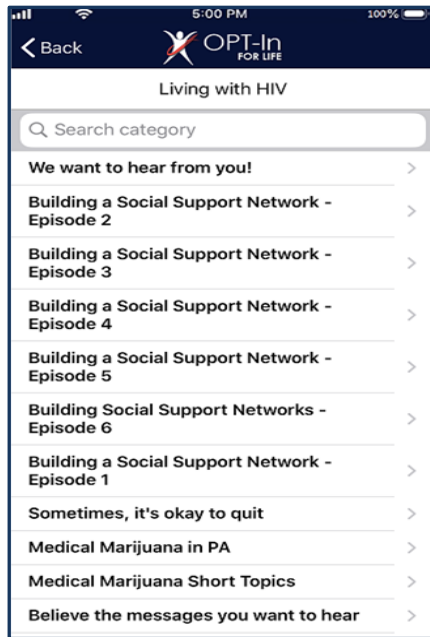 5:00 PM
100%
Back
OPT-In
FOR LIFE
Living with HIV
Search category
We want to hear from you!
Building a Social Support Network -
Episode 2
Building a Social Support Network -
Episode 3
Building a Social Support Network -
Episode 4
Building a Social Support Network -
Episode 5
Building Social Support Networks -
Episode 6
Building a Social Support Network -
Episode 1
Sometimes, it's okay to quit
Medical Marijuana in PA
Medical Marijuana Short Topics
Believe the messages you want to hear